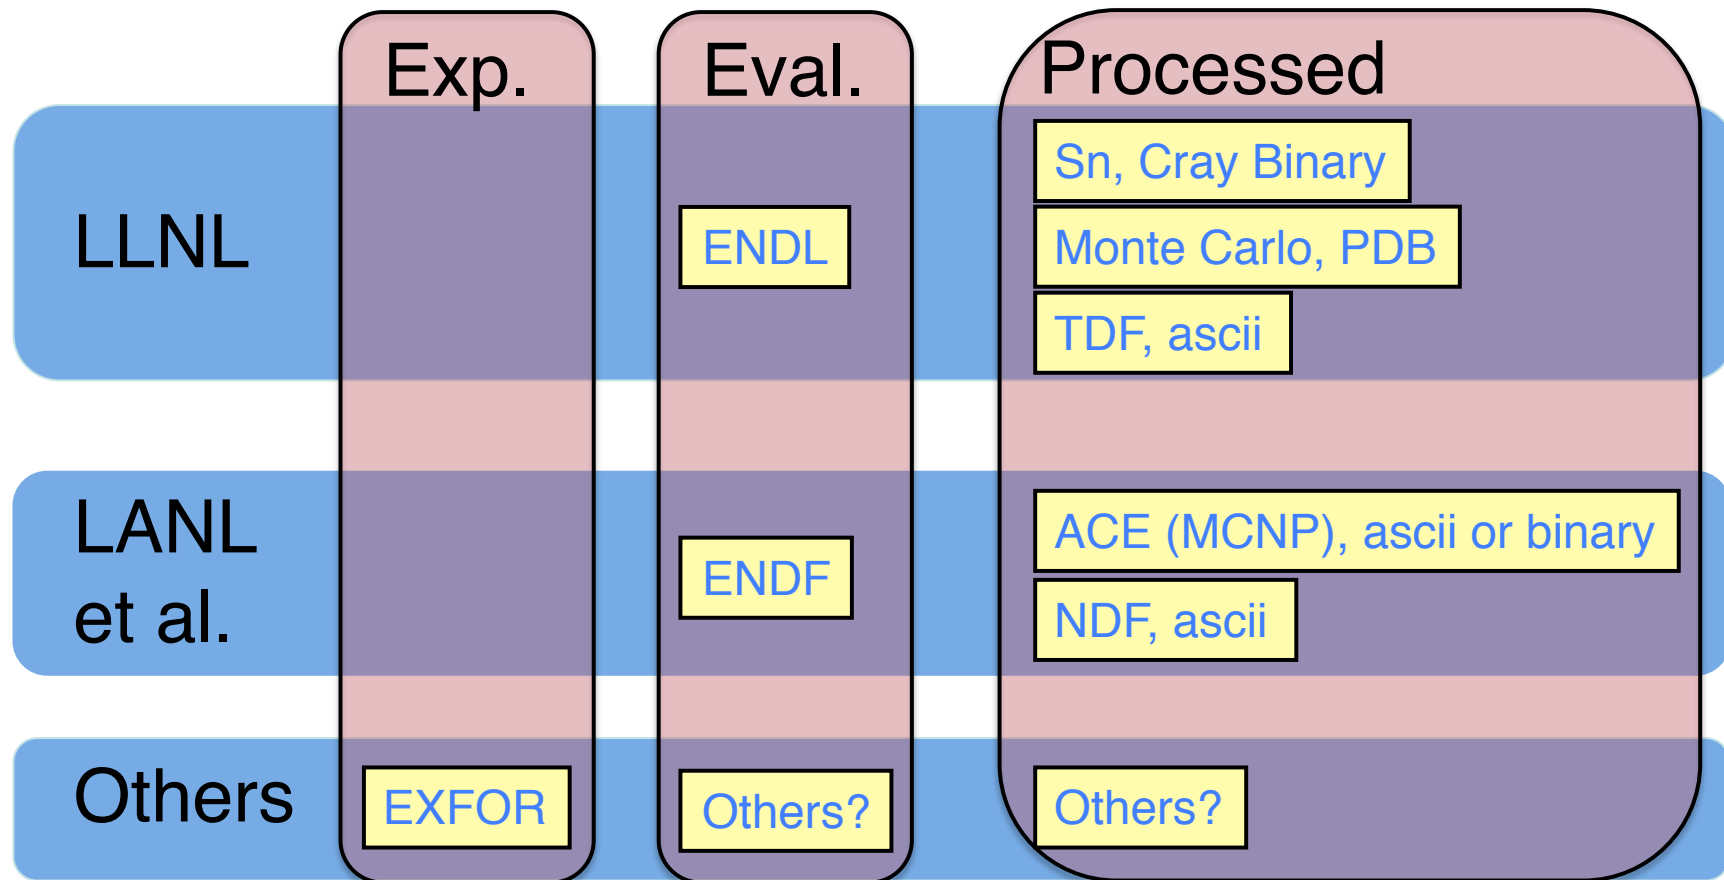 Exp.
Eval.
Processed
LLNL
ENDL
Sn, Cray Binary
Monte Carlo, PDB
TDF, ascii
LANL
et al.
ENDF
ACE (MCNP), ascii or binary
NDF, ascii
Others
EXFOR
Others?
Others?